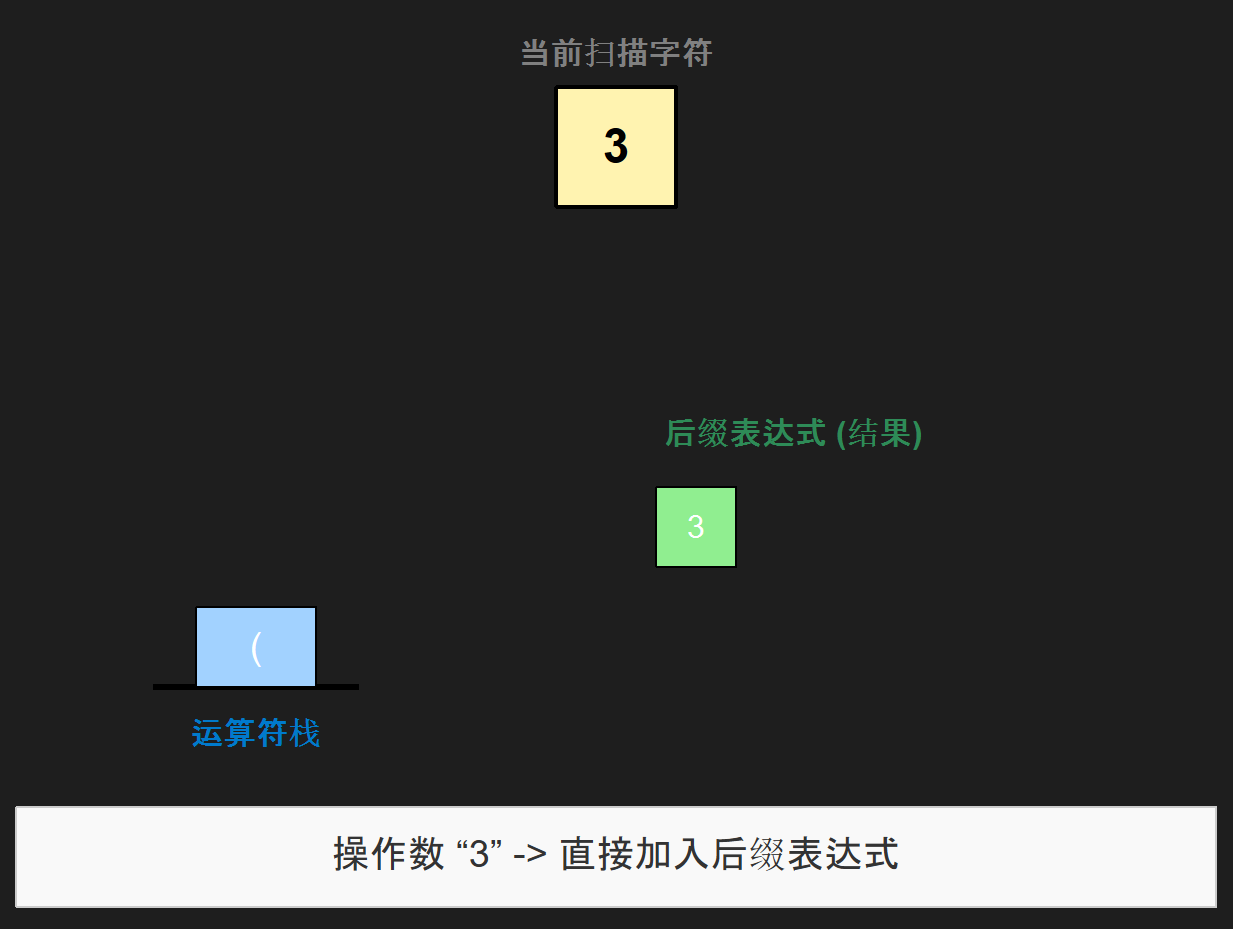 当前扫描字符
3
后缀表达式 (结果)
3
(
运算符栈
操作数 “3” -> 直接加入后缀表达式